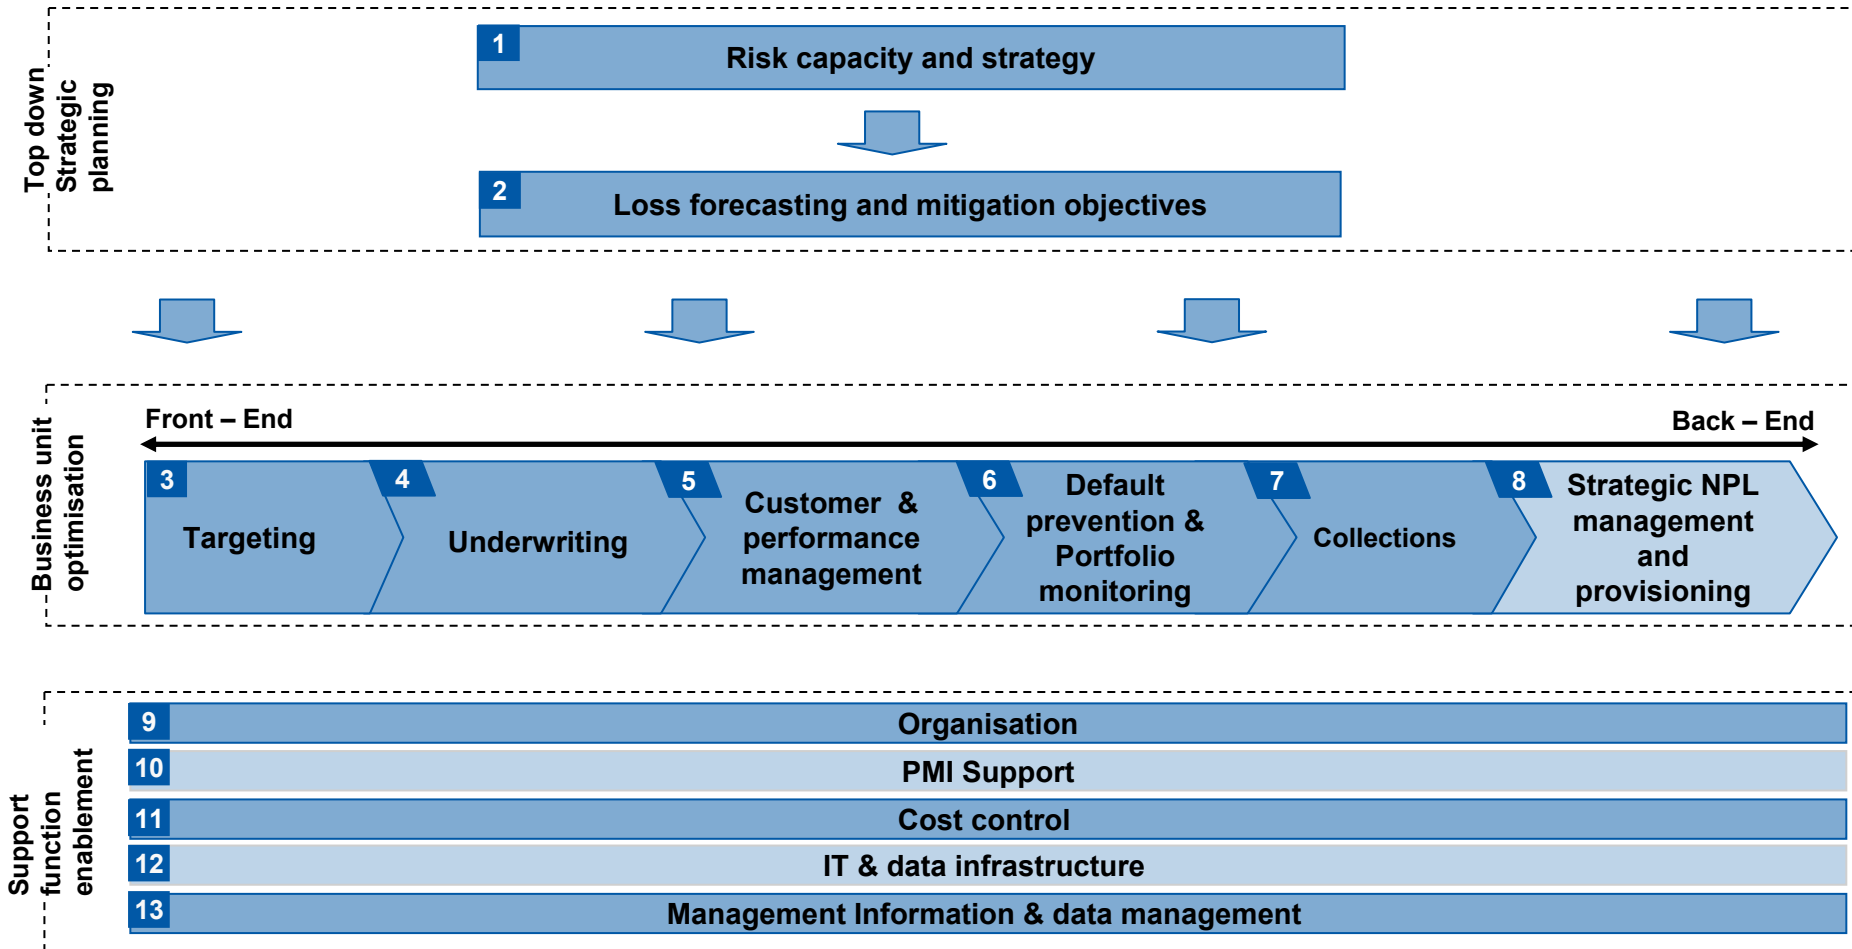 Top down
Strategic
planning
1
Risk capacity and strategy
2
Loss forecasting and mitigation objectives
Business unit
optimisation
Front – End
Back – End
3
Targeting
4
Underwriting
5
Customer & 
performance
management
6
Default
prevention &
Portfolio
monitoring
7
Collections
8
Strategic NPL
management
and
provisioning
Support
function
enablement
9
Organisation
10
PMI Support
11
Cost control
12
IT & data infrastructure
13
Management Information & data management